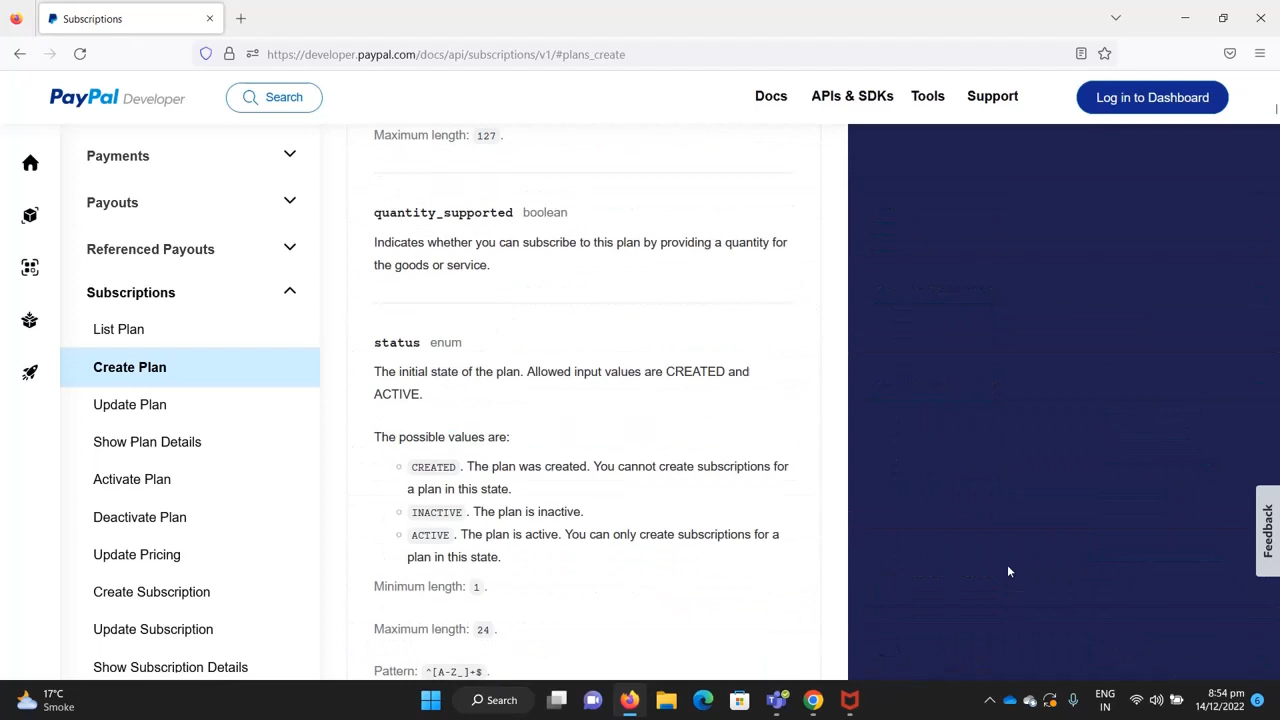 Subscriptions
https://developer.paypal.com/docs/api/subscriptions/v1/#plans_create
PayPal Developer
Search
Docs
APIs & SDKs
Tools
Support
Log in to Dashboard
Payments
Payouts
Referenced Payouts
Subscriptions
List Plan
Create Plan
Update Plan
Show Plan Details
Activate Plan
Deactivate Plan
Update Pricing
Create Subscription
Update Subscription
Show Subscription Details
Maximum length: 127.
quantity_supported boolean
Indicates whether you can subscribe to this plan by providing a quantity for
the goods or service.
status enum
The initial state of the plan. Allowed input values are CREATED and
ACTIVE.
The possible values are:
CREATED. The plan was created. You cannot create subscriptions for
a plan in this state.
INACTIVE. The plan is inactive.
ACTIVE. The plan is active. You can only create subscriptions for a
plan in this state.
Minimum length: 1.
Maximum length: 24.
Pattern: ^[A-Z_]+$.
Feedback
17°C
Smoke
Search
ENG
IN
8:54 pm
14/12/2022
6